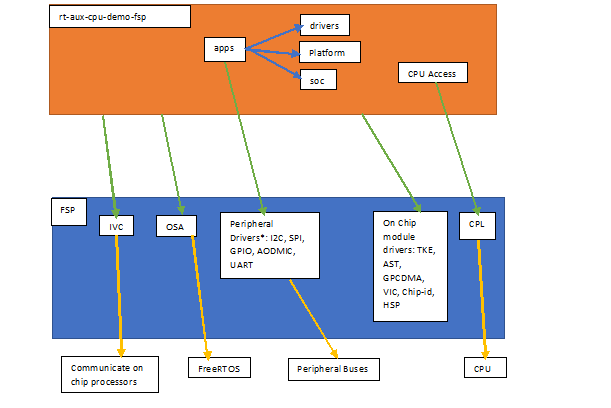 rt-aux-cpu-demo-fsp
drivers
apps
Platform
soc
CPU Access
FSP
IVC
OSA
Peripheral
Drivers*: I2C, SPI,
GPIO, AODMIC,
UART
On Chip
module
drivers: TKE,
AST,
GPCDMA,
VIC, Chip-id,
HSP
CPL
Communicate on
chip processors
FreeRTOS
Peripheral Buses
CPU